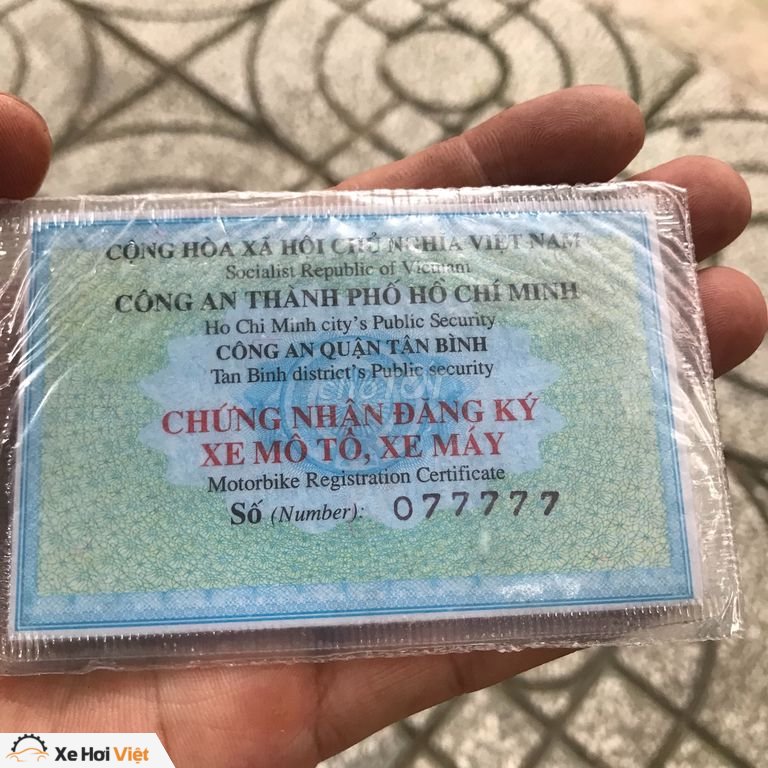 CỘNG HÒA XÃ HỘI CHỦ NGHĨA VIỆT NAM
Socialist Republic of Vietnam
CÔNG AN THÀNH PHỐ HỒ CHÍ MINH
Ho Chi Minh city's Public Security
CÔNG AN QUẬN TÂN BÌNH
Tan Binh district's Public security
CHỨNG NHẬN ĐĂNG KÝ
XE MÔ TÔ, XE MÁY
Motorbike Registration Certificate
Số (Number): 077777
Xe Hơi Việt